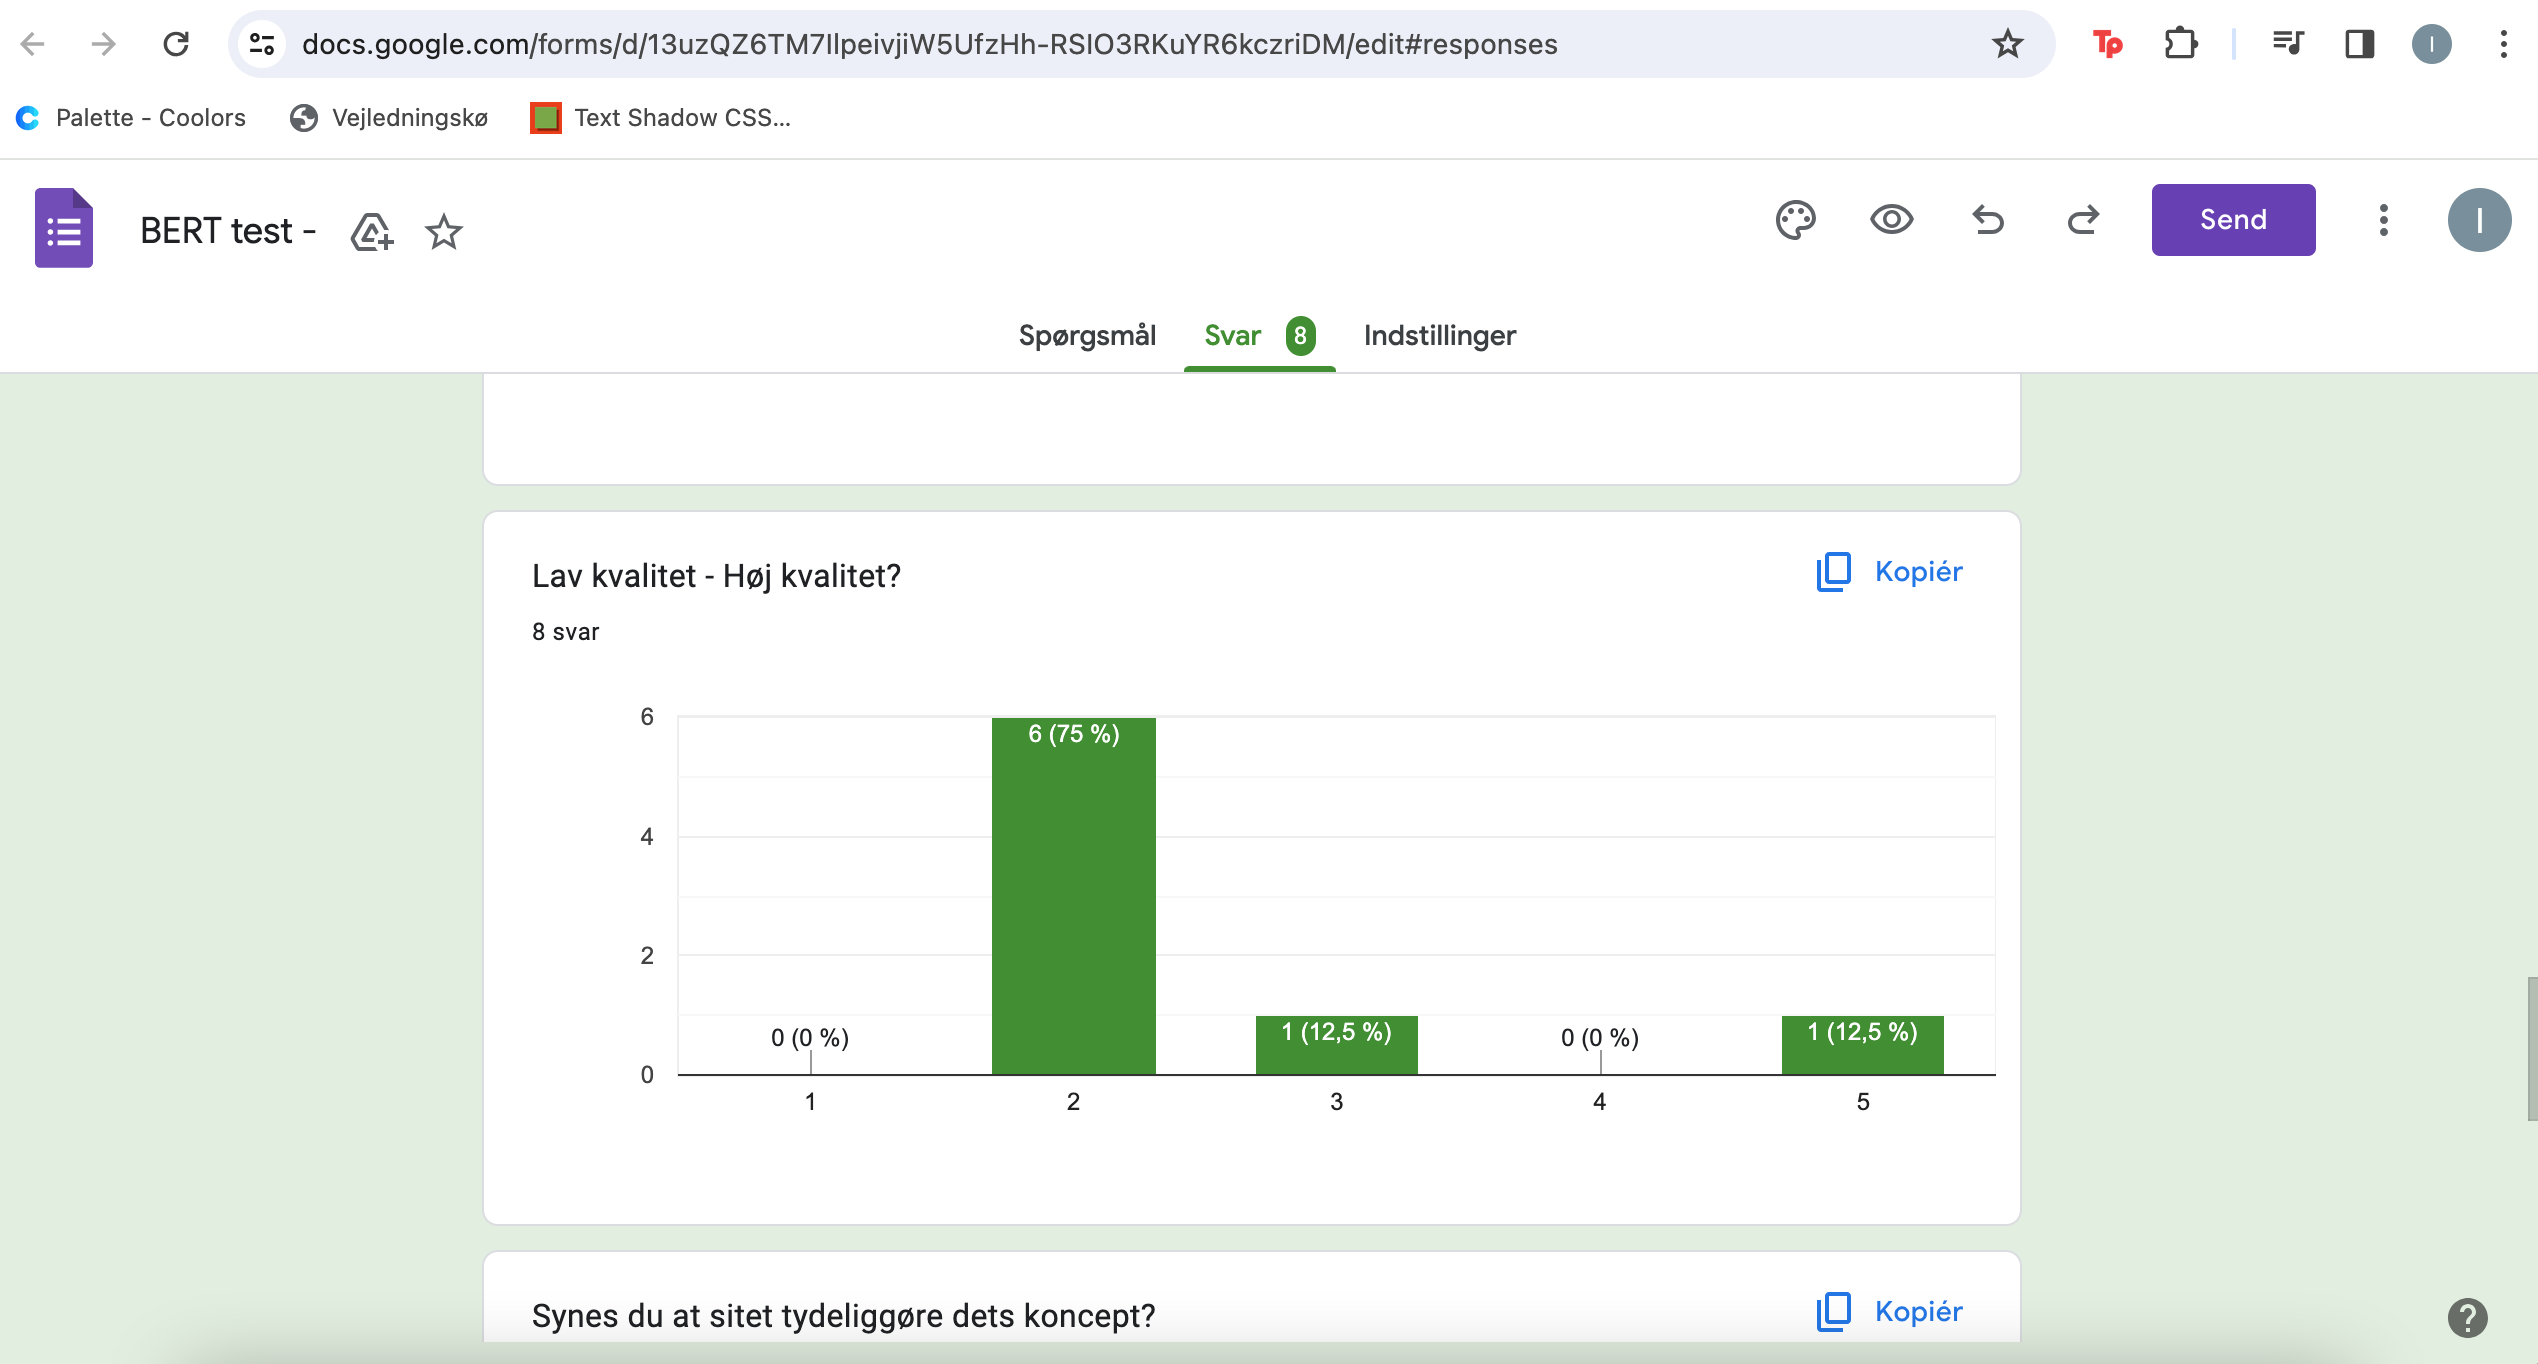 docs.google.com/forms/d/13uzQZ6TM7IlpeivjiW5UfzHh-RSIO3RKuYR6kczriDM/edit#responses
Tp
I
Palette - Coolors
Vejledningskø
Text Shadow CSS...
BERT test -
Send
I
Spørgsmål
Svar 8
Indstillinger
Lav kvalitet - Høj kvalitet?
Kopiér
8 svar
6
4
2
0
0 (0 %)
6 (75 %)
1 (12,5 %)
0 (0 %)
1 (12,5 %)
1
2
3
4
5
Synes du at sitet tydeliggøre dets koncept?
Kopiér